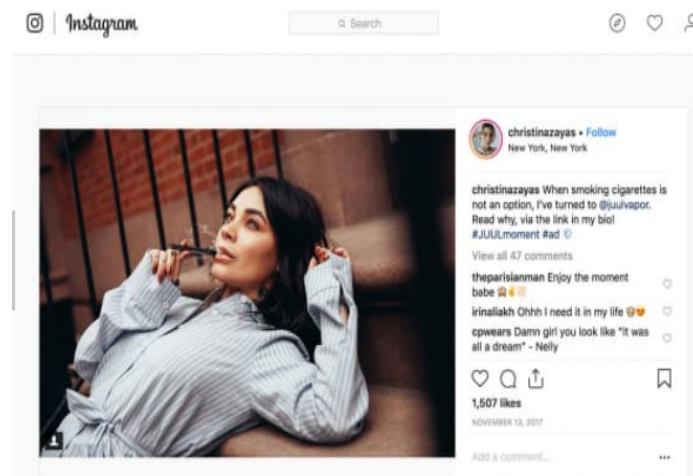 Instagram
Search
christinazayas • Follow
New York, New York
christinazayas When smoking cigarettes is
not an option, I've turned to @juulvapor.
Read why, via the link in my bio!
#JUULmoment #ad
View all 47 comments
theparisianman Enjoy the moment
babe
irinaliakh Ohhh I need it in my life
cpwears Damn girl you look like "it was
all a dream" - Nelly
1,507 likes
NOVEMBER 13, 2017
Add a comment...